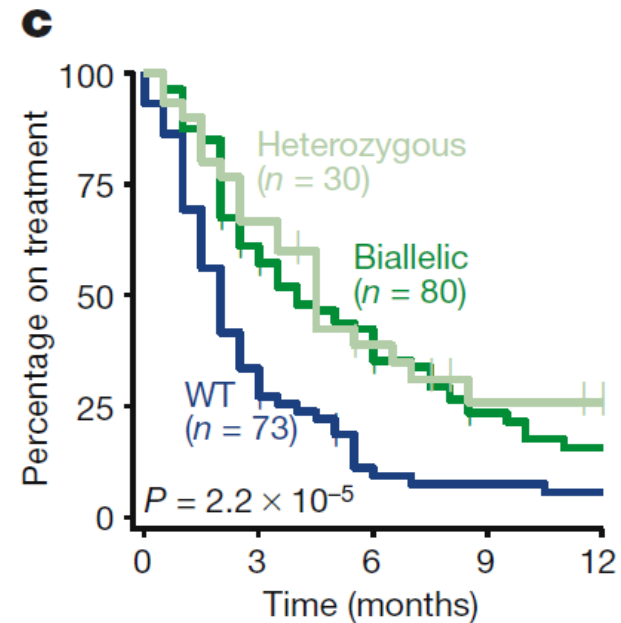 c
Percentage on treatment
100
75
50
25
0
Heterozygous
(n = 30)
Biallelic
(n = 80)
WT
(n = 73)
P = 2.2 × 10⁻⁵
0 3 6 9 12
Time (months)